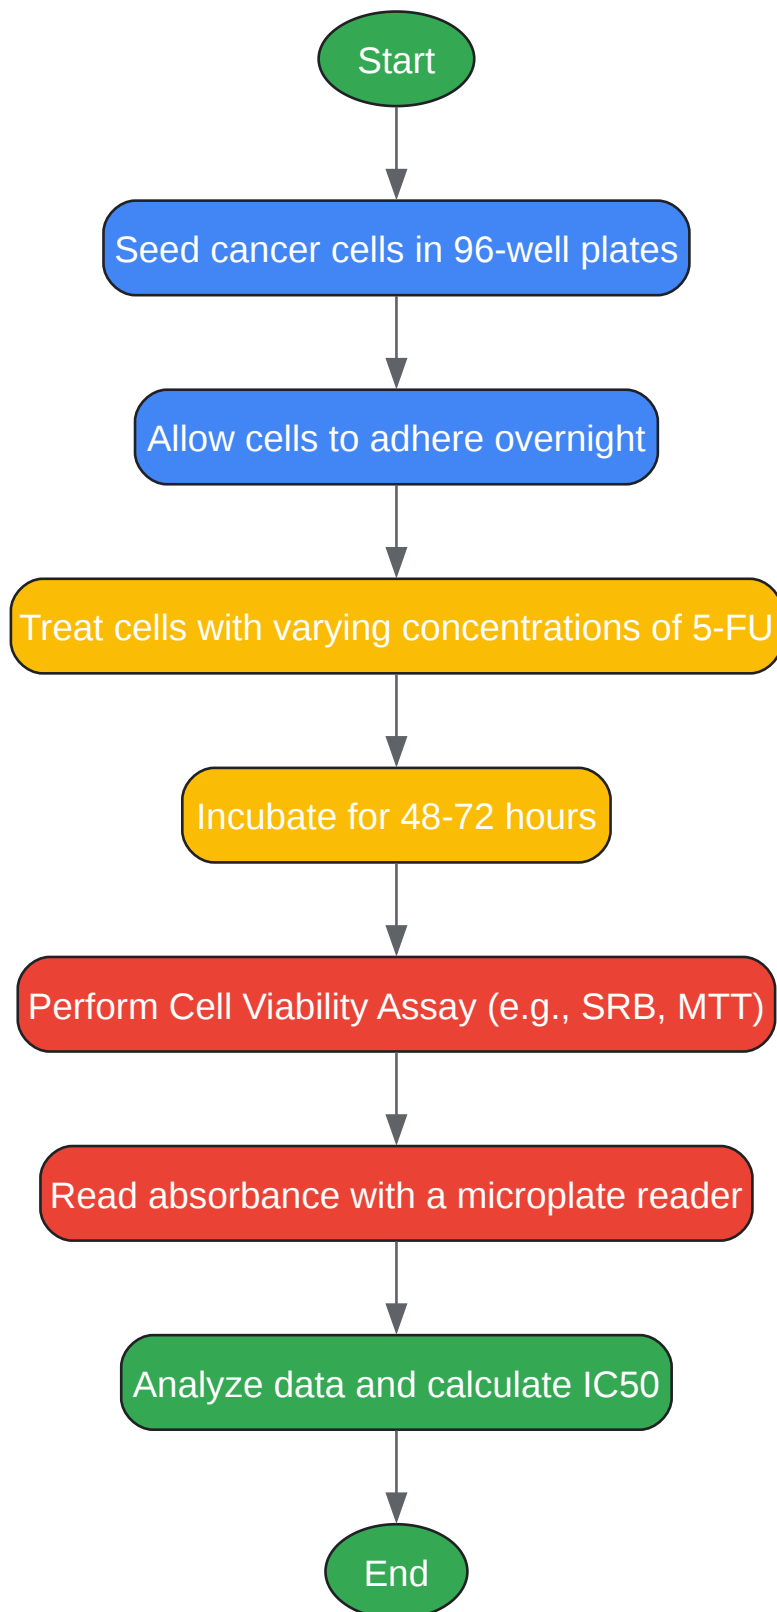 Start
Seed cancer cells in 96-well plates
Allow cells to adhere overnight
Treat cells with varying concentrations of 5-FU
Incubate for 48-72 hours
Perform Cell Viability Assay (e.g., SRB, MTT)
Read absorbance with a microplate reader
Analyze data and calculate IC50
End